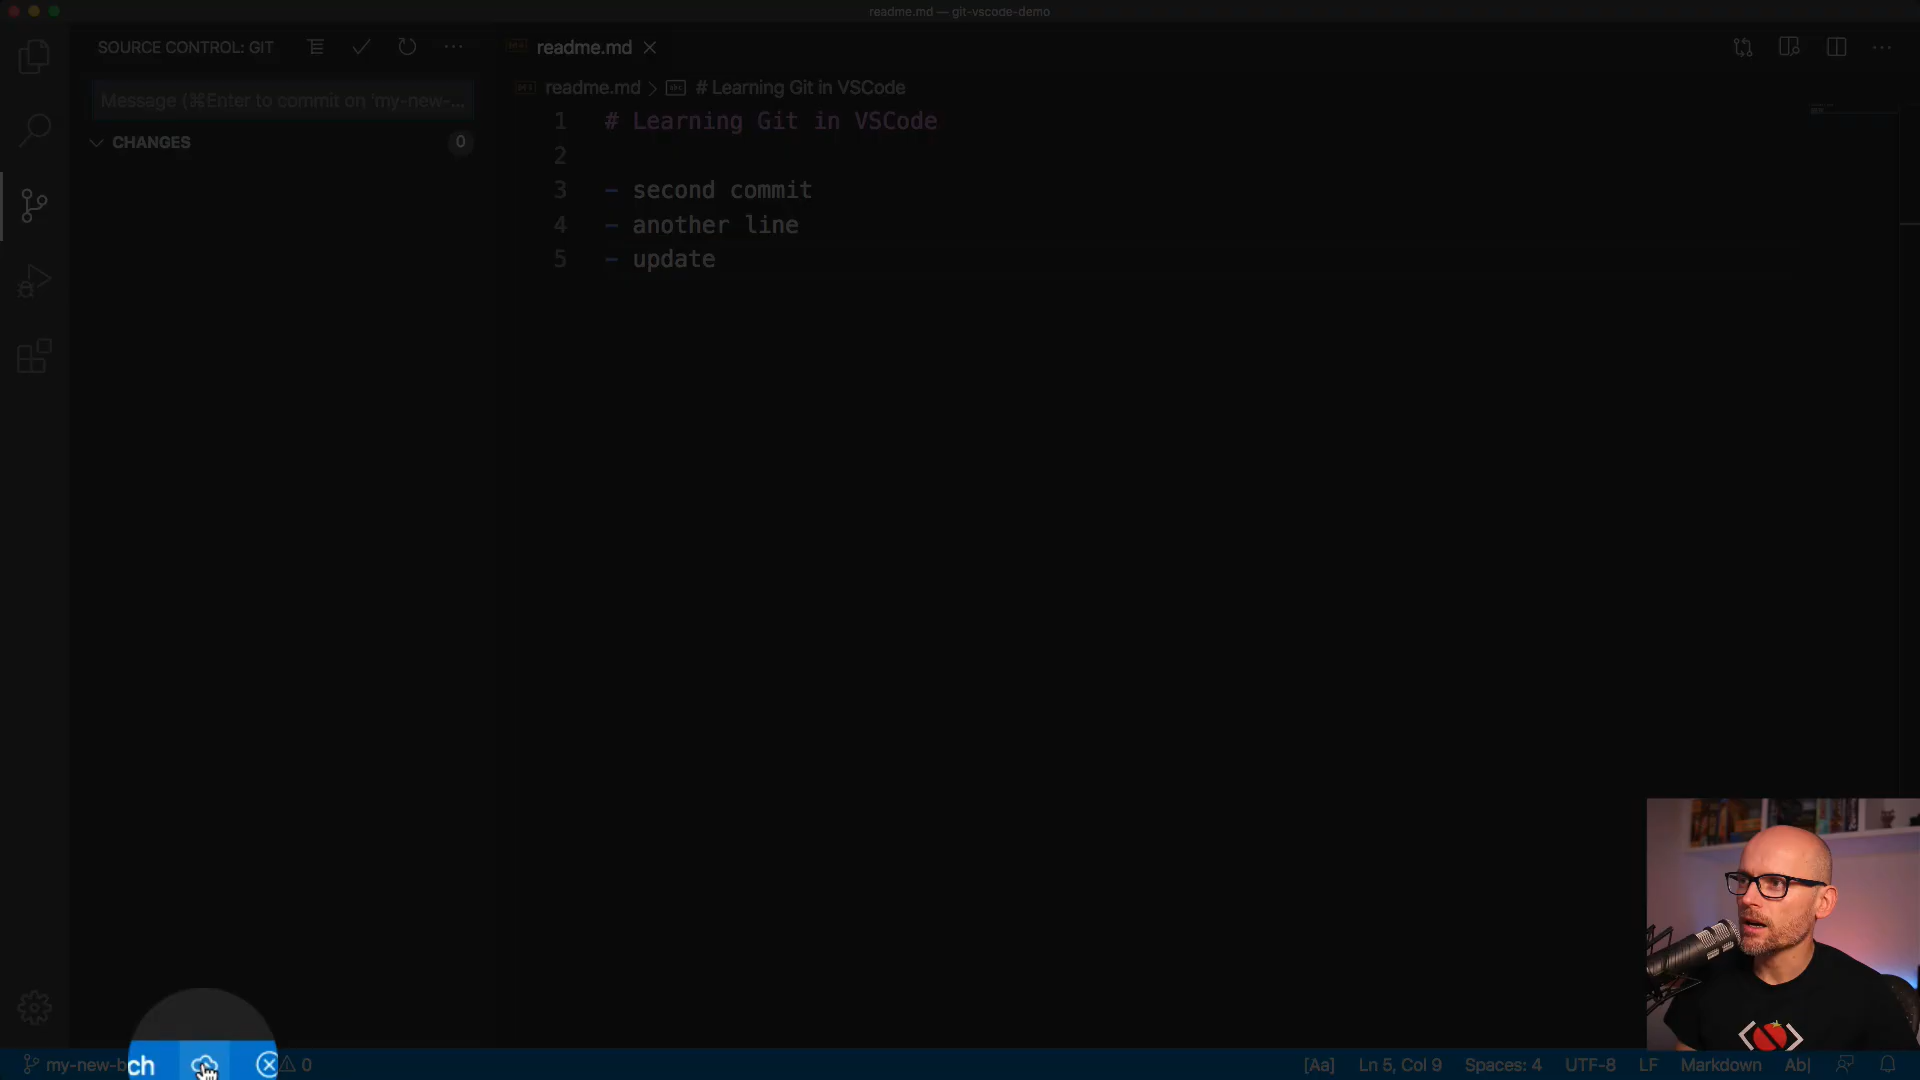 readme.md — git-vscode-demo
SOURCE CONTROL: GIT
Message (⌘Enter to commit on 'my-new-...
CHANGES
0
readme.md
readme.md > # Learning Git in VSCode
1 # Learning Git in VSCode
2
3 - second commit
4 - another line
5 - update
my-new-b
ch
0
[Aa]
Ln 5, Col 9
Spaces: 4
UTF-8
LF
Markdown
Ab|